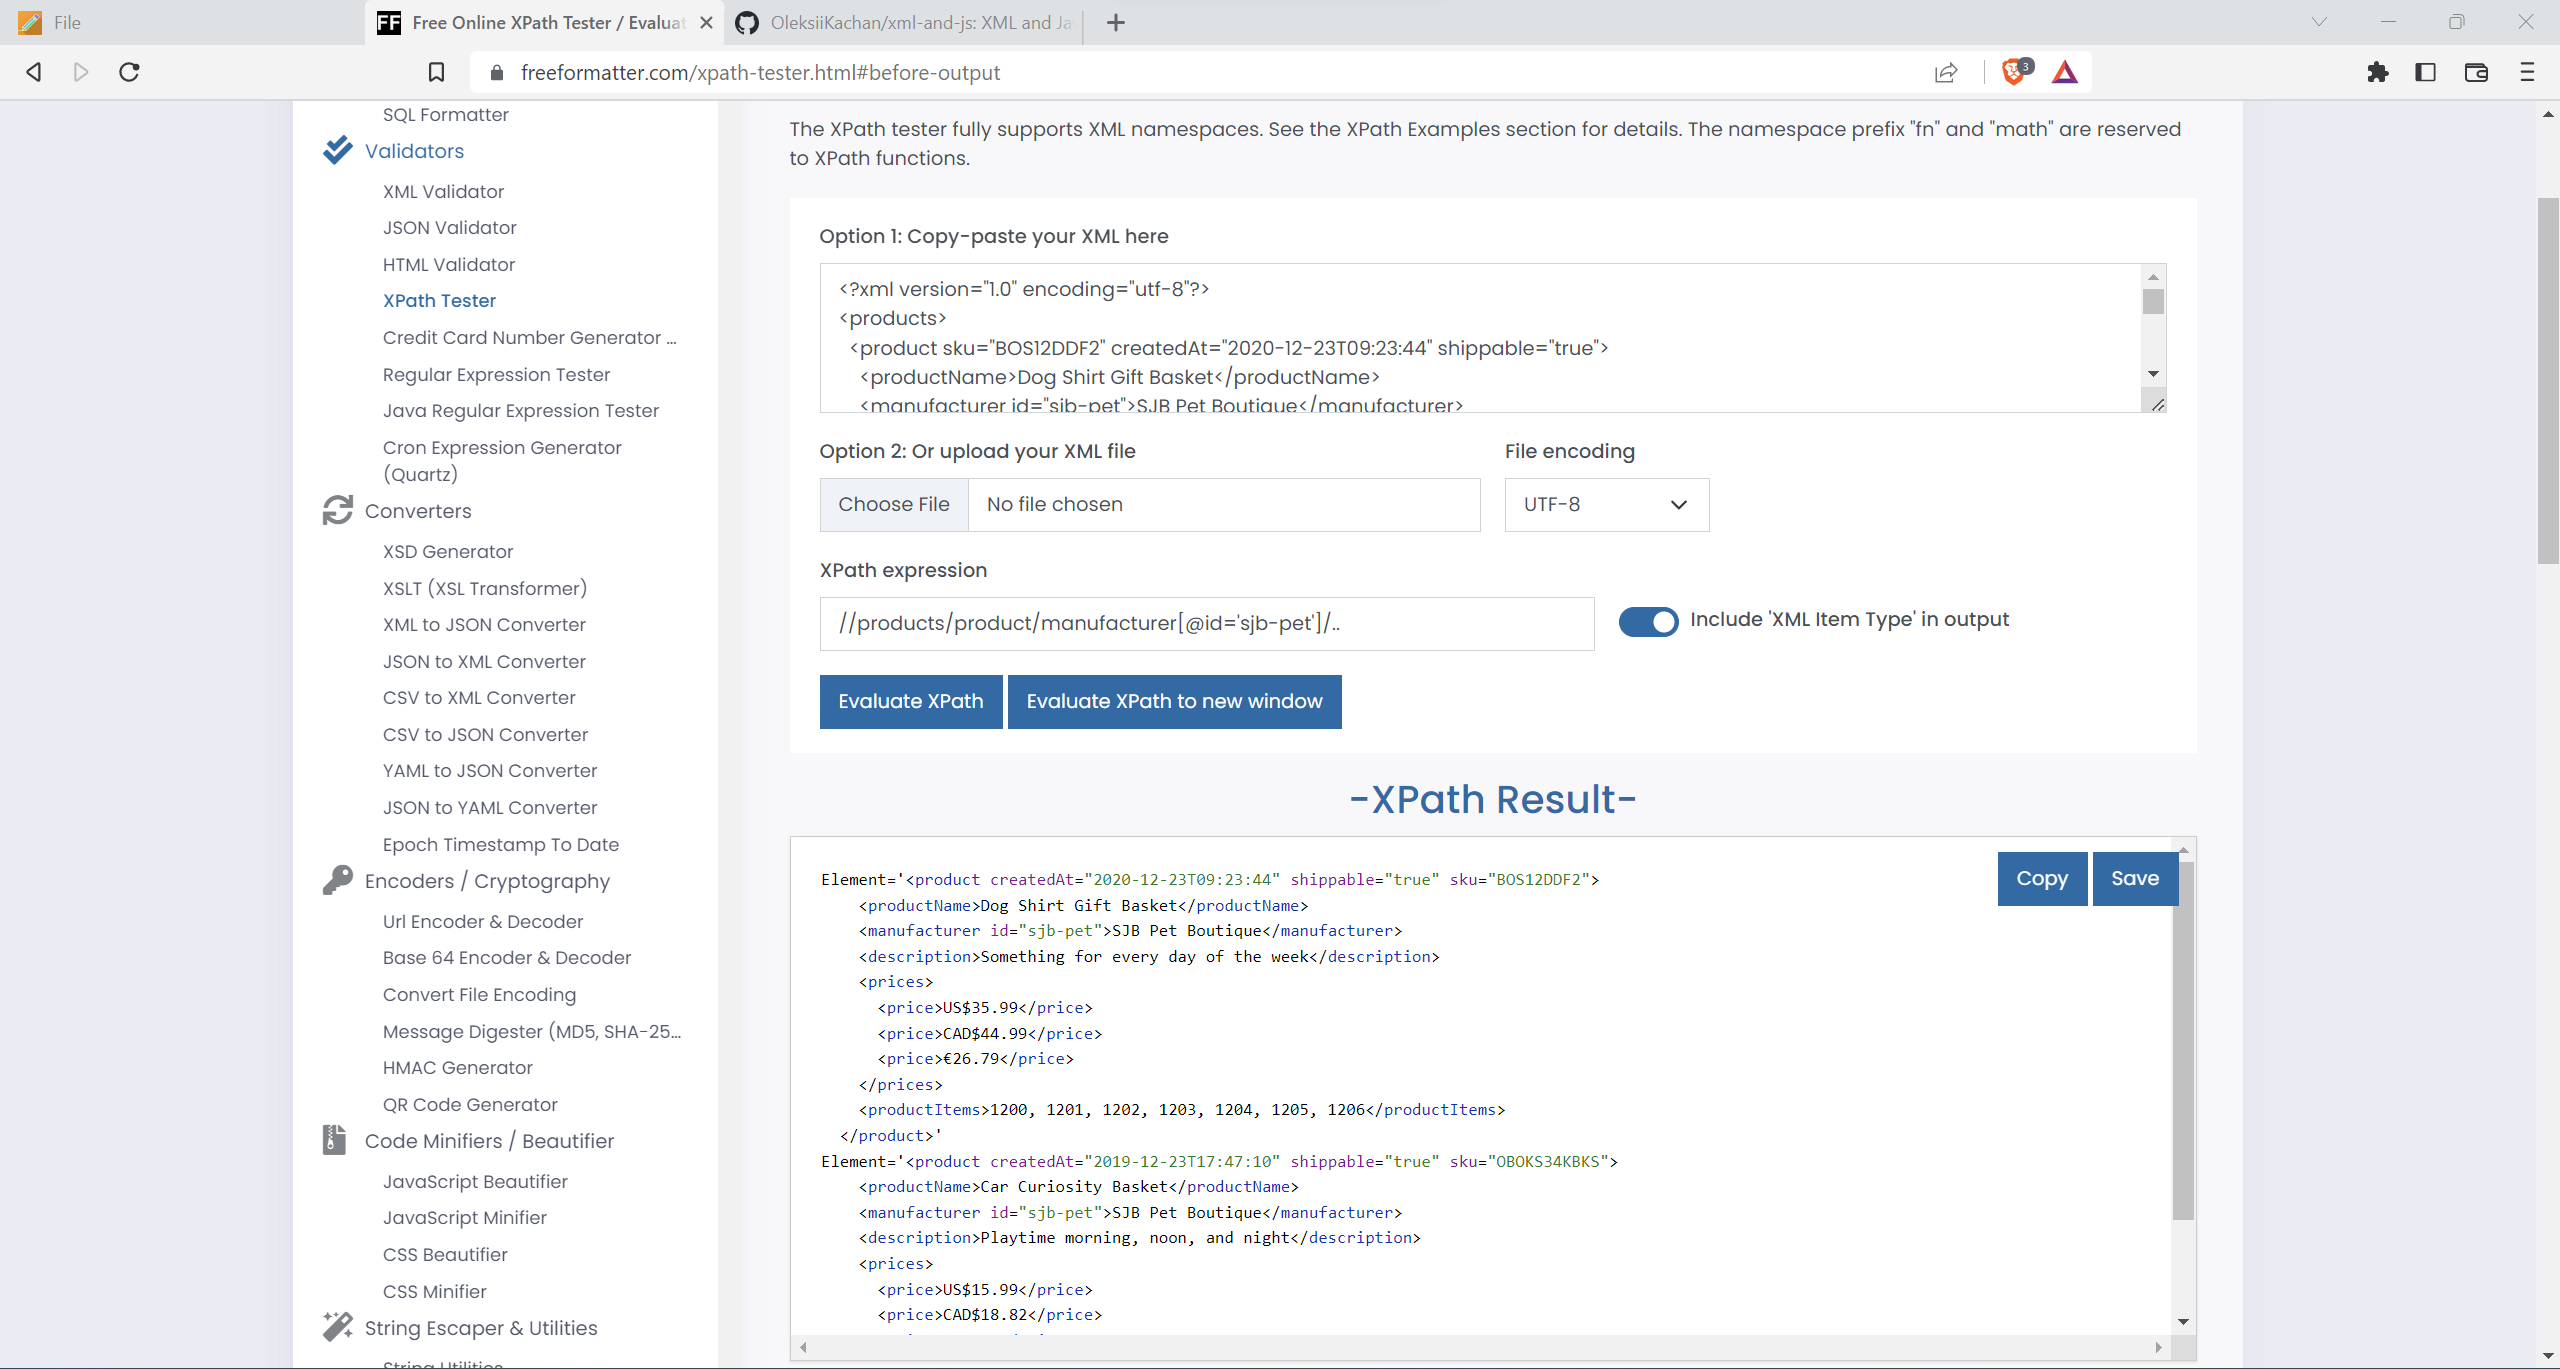 File
Free Online XPath Tester / Evaluat
OleksiiKachan/xml-and-js: XML and Ja
freeformatter.com/xpath-tester.html#before-output
3
SQL Formatter
Validators
XML Validator
JSON Validator
HTML Validator
XPath Tester
Credit Card Number Generator ...
Regular Expression Tester
Java Regular Expression Tester
Cron Expression Generator
(Quartz)
Converters
XSD Generator
XSLT (XSL Transformer)
XML to JSON Converter
JSON to XML Converter
CSV to XML Converter
CSV to JSON Converter
YAML to JSON Converter
JSON to YAML Converter
Epoch Timestamp To Date
Encoders / Cryptography
Url Encoder & Decoder
Base 64 Encoder & Decoder
Convert File Encoding
Message Digester (MD5, SHA-25...
HMAC Generator
QR Code Generator
Code Minifiers / Beautifier
JavaScript Beautifier
JavaScript Minifier
CSS Beautifier
CSS Minifier
String Escaper & Utilities
String Utilities
The XPath tester fully supports XML namespaces. See the XPath Examples section for details. The namespace prefix "fn" and "math" are reserved
to XPath functions.
Option 1: Copy-paste your XML here
<?xml version="1.0" encoding="utf-8"?>
<products>
<product sku="BOS12DDF2" createdAt="2020-12-23T09:23:44" shippable="true">
<productName>Dog Shirt Gift Basket</productName>
<manufacturer id="sjb-pet">SJB Pet Boutique</manufacturer>
Option 2: Or upload your XML file
File encoding
Choose File
No file chosen
UTF-8
XPath expression
//products/product/manufacturer[@id='sjb-pet']/..
Include 'XML Item Type' in output
Evaluate XPath
Evaluate XPath to new window
-XPath Result-
Copy
Save
Element='<product createdAt="2020-12-23T09:23:44" shippable="true" sku="BOS12DDF2">
<productName>Dog Shirt Gift Basket</productName>
<manufacturer id="sjb-pet">SJB Pet Boutique</manufacturer>
<description>Something for every day of the week</description>
<prices>
<price>US$35.99</price>
<price>CAD$44.99</price>
<price>€26.79</price>
</prices>
<productItems>1200, 1201, 1202, 1203, 1204, 1205, 1206</productItems>
</product>'
Element='<product createdAt="2019-12-23T17:47:10" shippable="true" sku="OBOKS34KBKS">
<productName>Car Curiosity Basket</productName>
<manufacturer id="sjb-pet">SJB Pet Boutique</manufacturer>
<description>Playtime morning, noon, and night</description>
<prices>
<price>US$15.99</price>
<price>CAD$18.82</price>